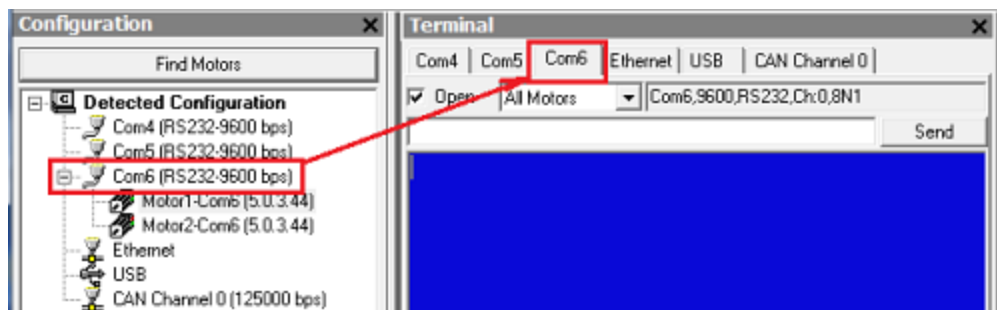 Configuration
Find Motors
Detected Configuration
Com4 (RS232-9600 bps)
Com5 (RS232-9600 bps)
Com6 (RS232-9600 bps)
Motor1-Com6 (5.0.3.44)
Motor2-Com6 (5.0.3.44)
Ethernet
USB
CAN Channel 0 (125000 bps)
Terminal
Com4 Com5 Com6 Ethernet USB CAN Channel 0
Open All Motors Com6,9600,RS232,Ch:0,8N1
Send